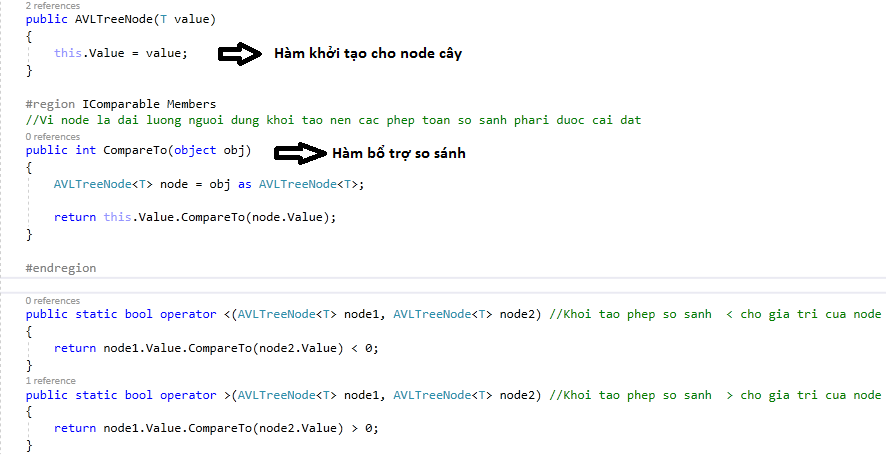 2 references
public AVLTreeNode(T value)
{
this.Value = value;
Hàm khởi tạo cho node cây
}
#region IComparable Members
//Vi node la dai luong nguoi dung khoi tao nen cac phep toan so sanh phari duoc cai dat
0 references
public int CompareTo(object obj)
Hàm bổ trợ so sánh
{
AVLTreeNode<T> node = obj as AVLTreeNode<T>;
return this.Value.CompareTo(node.Value);
}
#endregion
0 references
public static bool operator <(AVLTreeNode<T> node1, AVLTreeNode<T> node2) //Khoi tao phep so sanh < cho gia tri cua node
{
return node1.Value.CompareTo(node2.Value) < 0;
}
1 reference
public static bool operator >(AVLTreeNode<T> node1, AVLTreeNode<T> node2) //Khoi tao phep so sanh > cho gia tri cua node
{
return node1.Value.CompareTo(node2.Value) > 0;
}